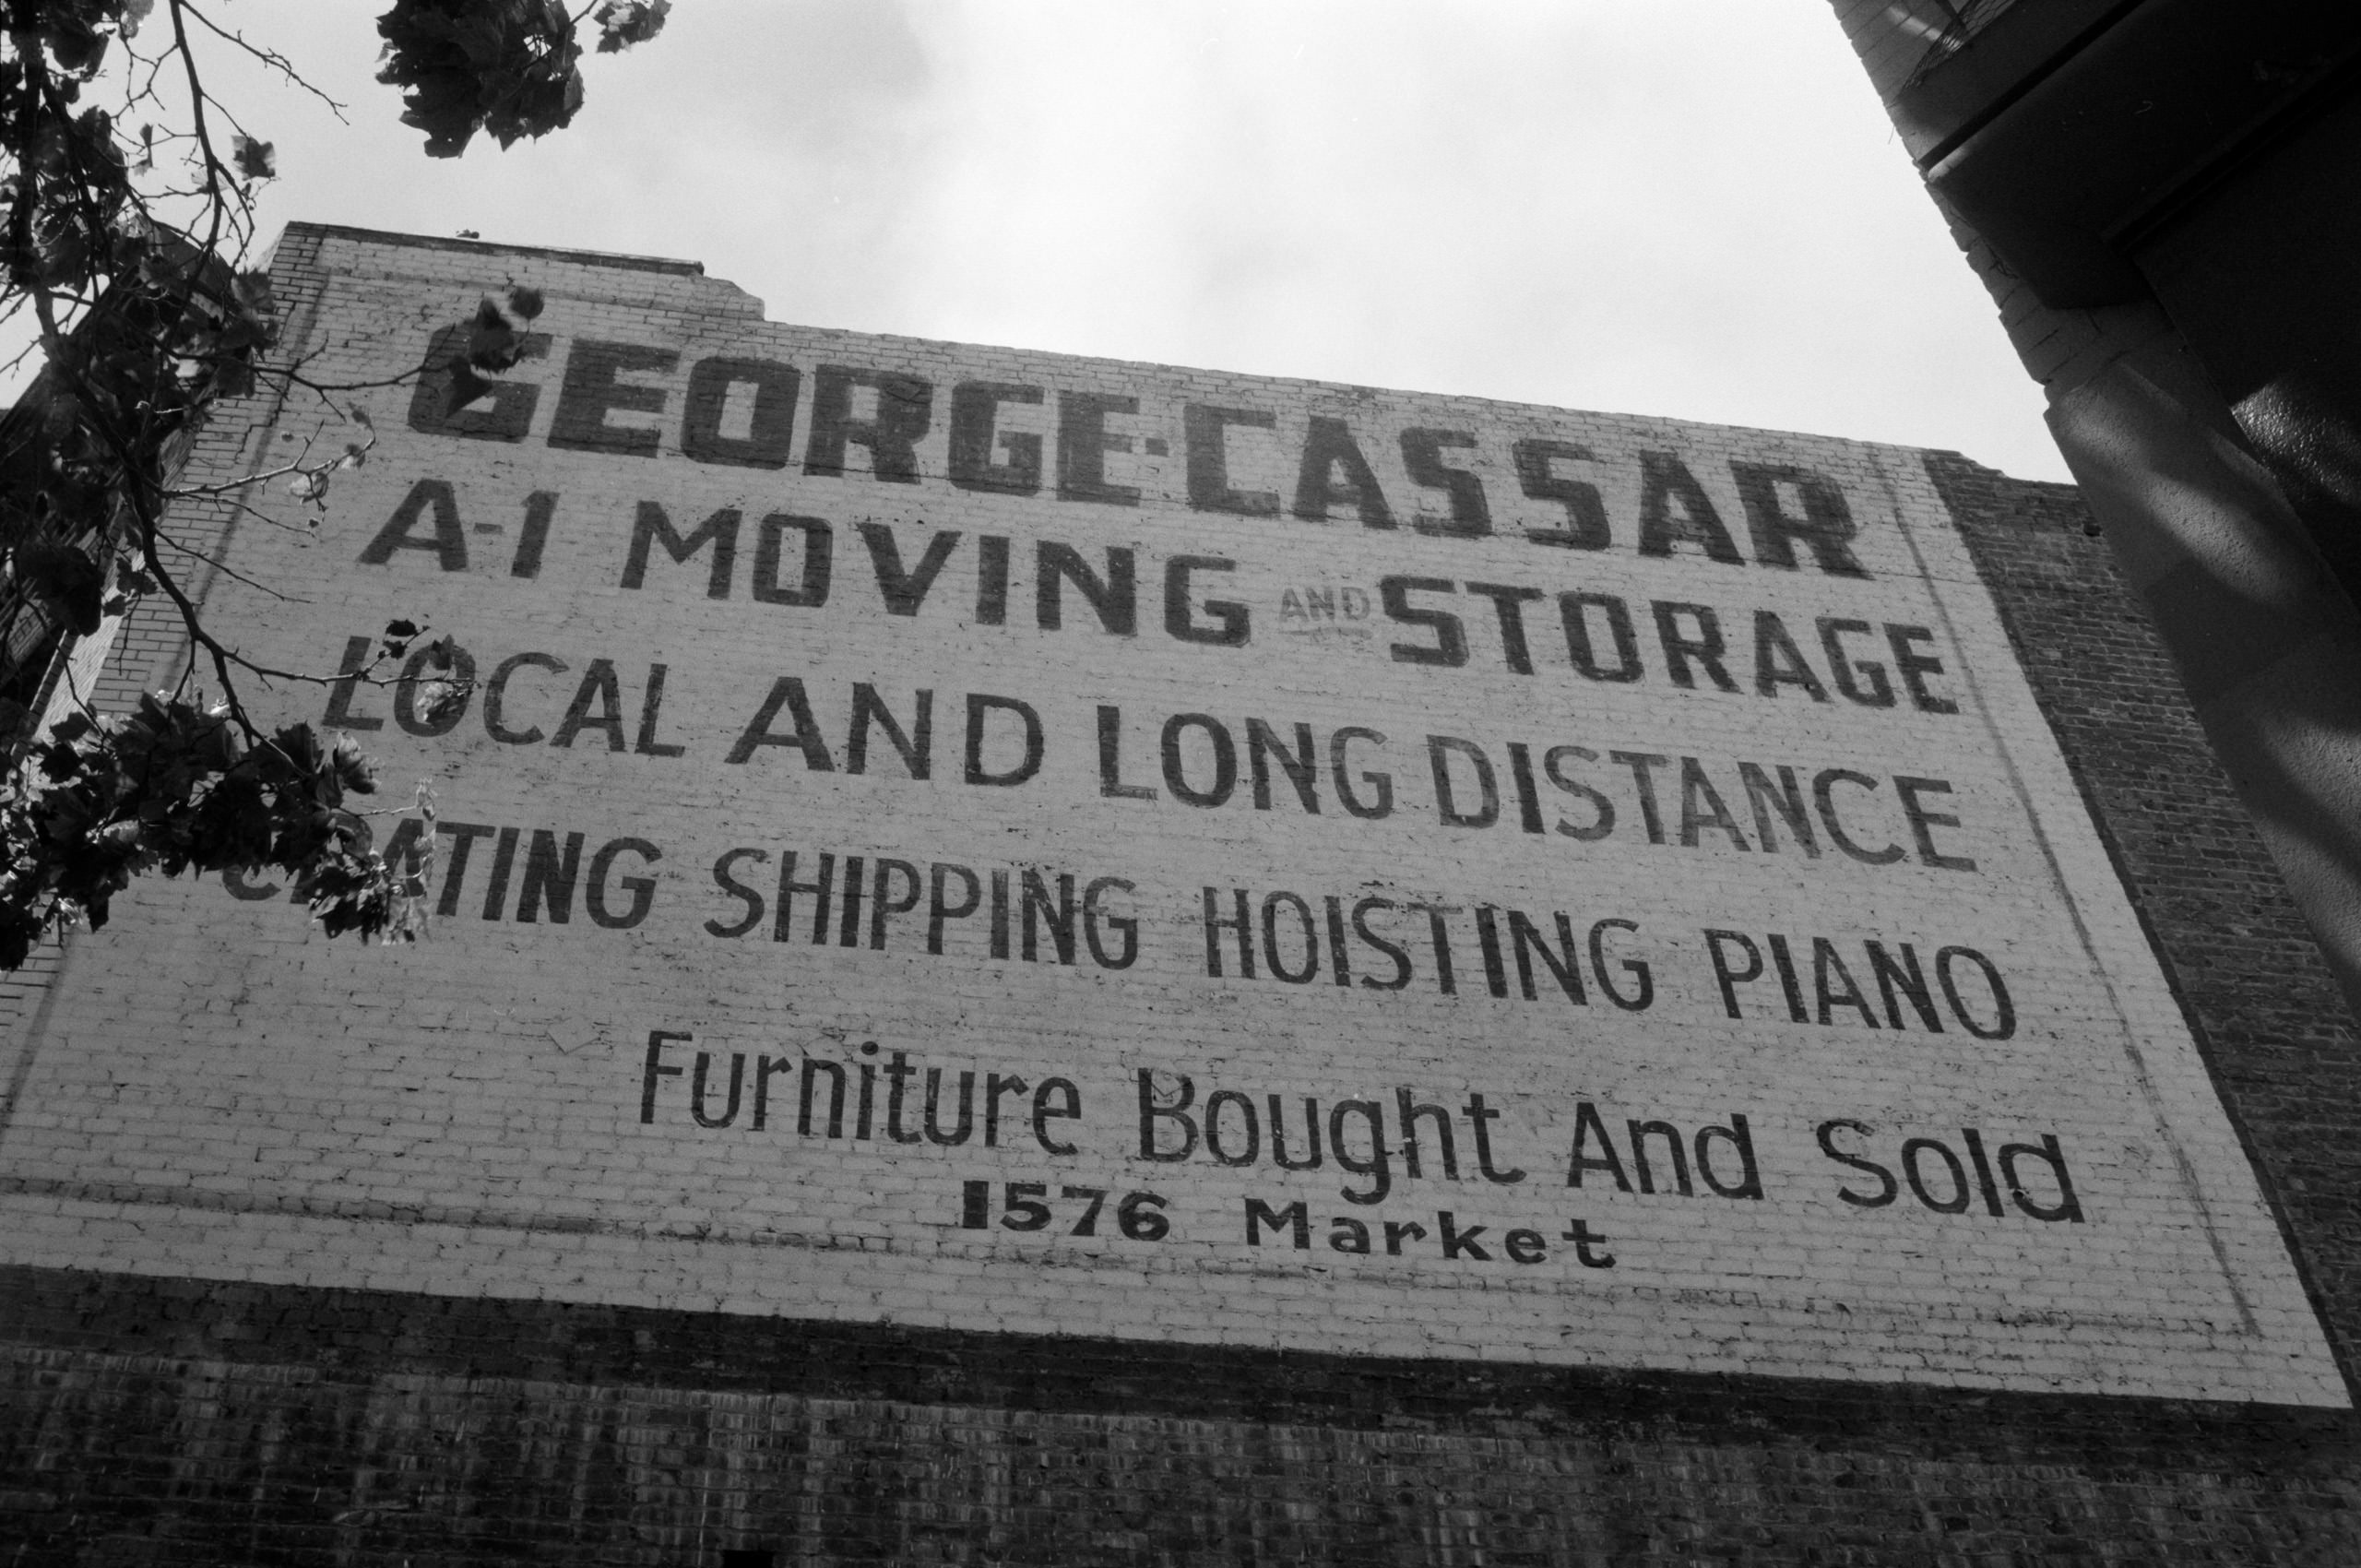 GEORGE·CASSAR
A-1 MOVING AND STORAGE
LOCAL AND LONG DISTANCE
CRATING SHIPPING HOISTING PIANO
Furniture Bought And Sold
1576 Market